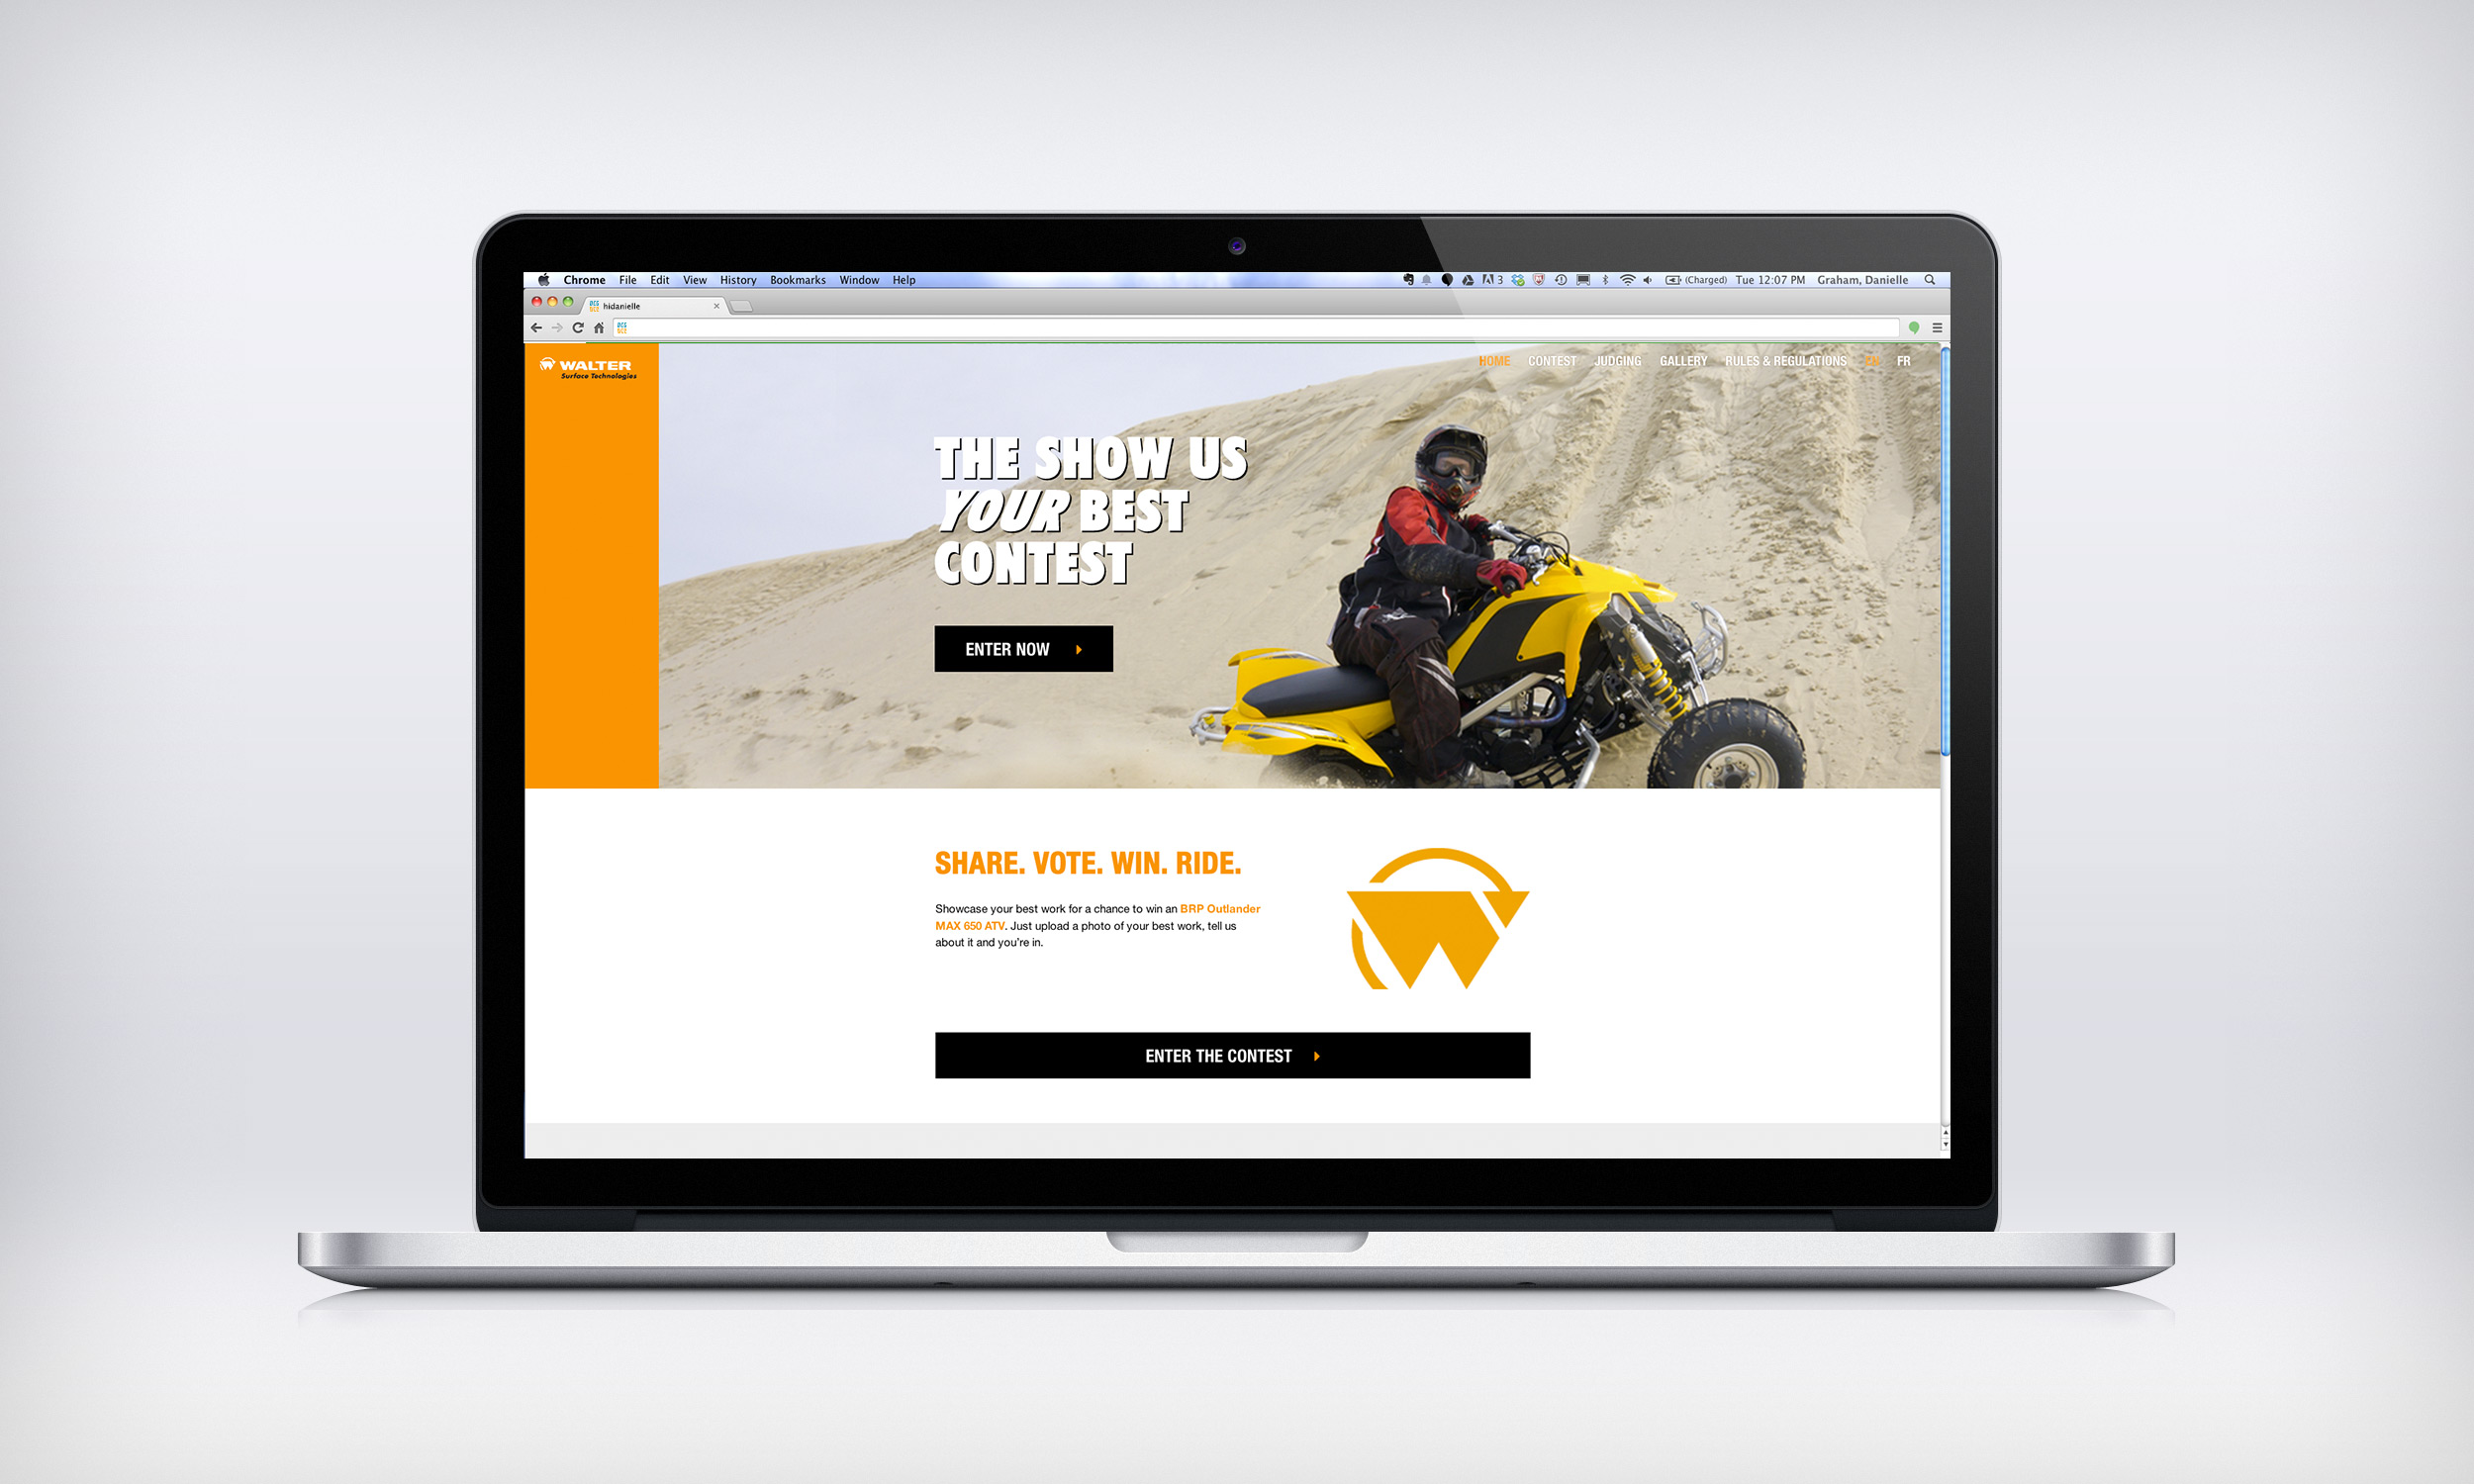 Chrome File Edit View History Bookmarks Window Help 3 (Charged) Tue 12:07 PM Graham, Danielle
hidanielle
WALTER
Surface Technologies
HOME CONTEST JUDGING GALLERY RULES & REGULATIONS EN FR
THE SHOW US
YOUR BEST
CONTEST
ENTER NOW
SHARE. VOTE. WIN. RIDE.
Showcase your best work for a chance to win an BRP Outlander
MAX 650 ATV. Just upload a photo of your best work, tell us
about it and you're in.
ENTER THE CONTEST